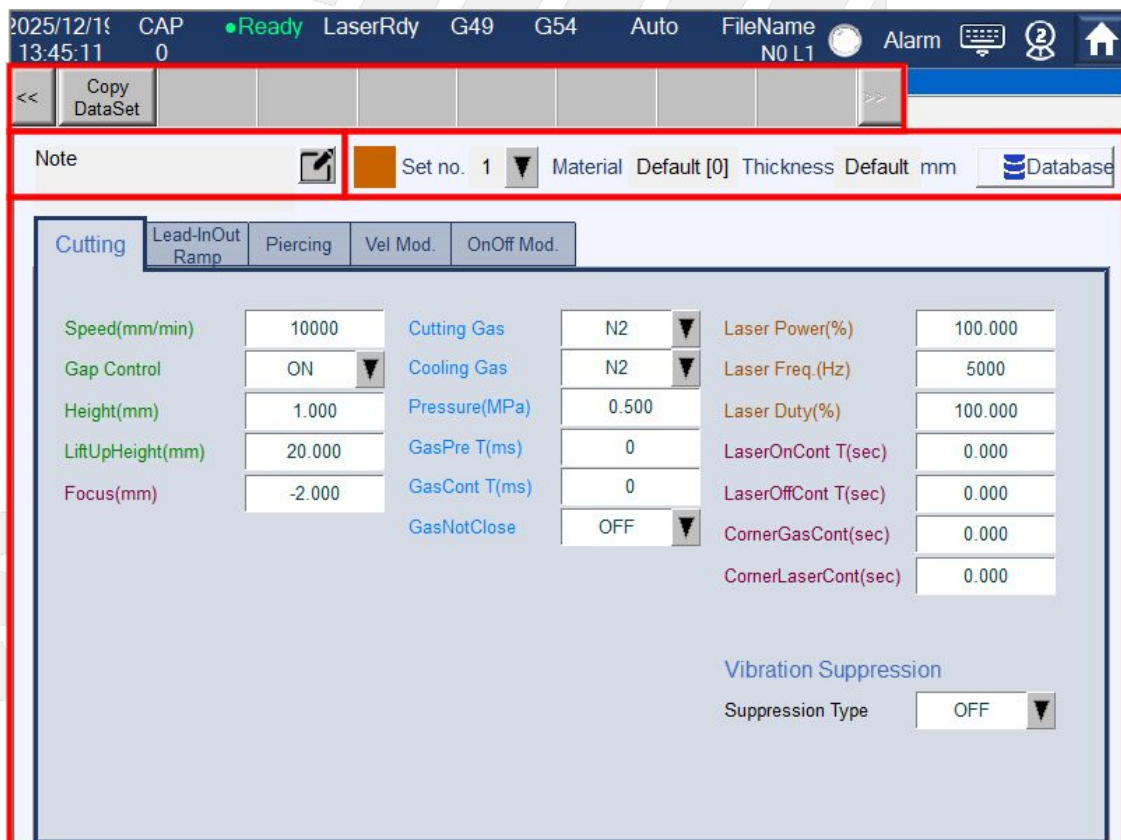 2025/12/19 CAP ●Ready LaserRdy G49 G54 Auto FileName Alarm 2
13:45:11 0 N0 L1
<< Copy DataSet >>
Note
Set no. 1 Material Default [0] Thickness Default mm Database
Cutting Lead-InOut Ramp Piercing Vel Mod. OnOff Mod.
Speed(mm/min) 10000 Cutting Gas N2 Laser Power(%) 100.000
Gap Control ON Cooling Gas N2 Laser Freq.(Hz) 5000
Height(mm) 1.000 Pressure(MPa) 0.500 Laser Duty(%) 100.000
LiftUpHeight(mm) 20.000 GasPre T(ms) 0 LaserOnCont T(sec) 0.000
Focus(mm) -2.000 GasCont T(ms) 0 LaserOffCont T(sec) 0.000
GasNotClose OFF CornerGasCont(sec) 0.000
CornerLaserCont(sec) 0.000
Vibration Suppression
Suppression Type OFF